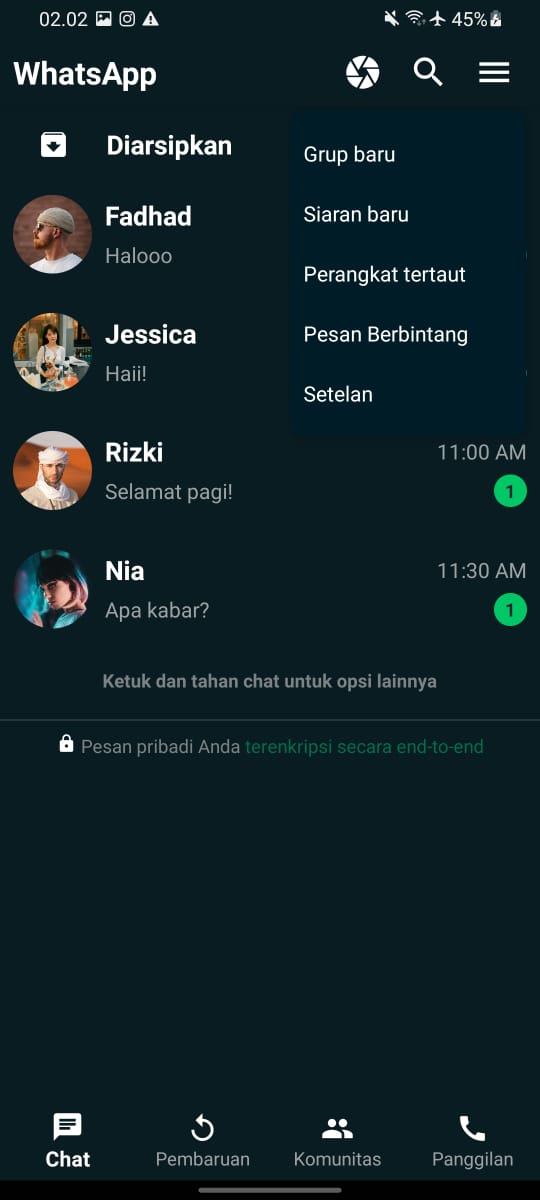 02.02 45%
WhatsApp
Diarsipkan
Grup baru
Siaran baru
Perangkat tertaut
Pesan Berbintang
Setelan
Fadhad
Halooo
Jessica
Haii!
Rizki 11:00 AM
Selamat pagi! 1
Nia 11:30 AM
Apa kabar? 1
Ketuk dan tahan chat untuk opsi lainnya
Pesan pribadi Anda terenkripsi secara end-to-end
Chat Pembaruan Komunitas Panggilan